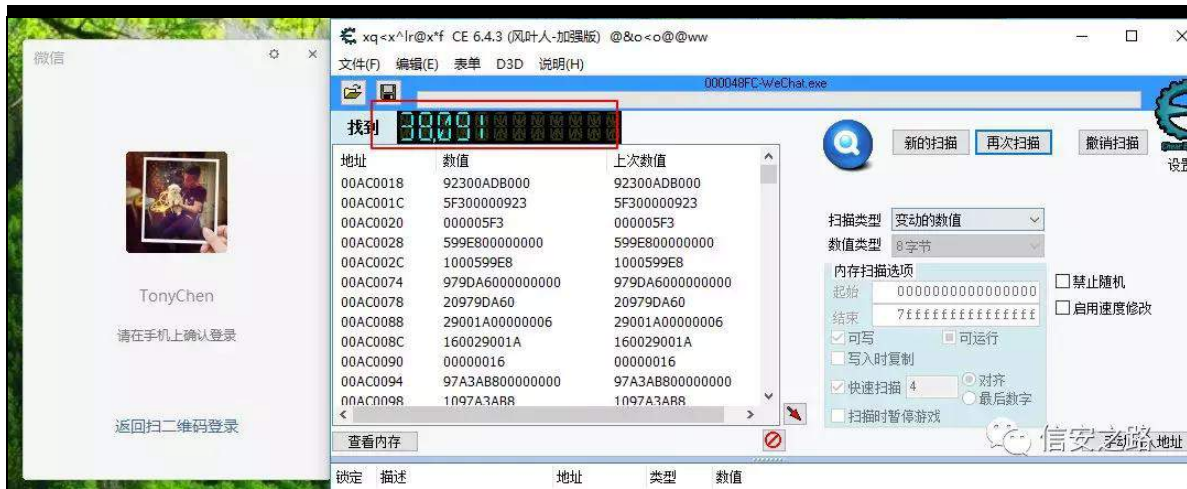 微信
TonyChen
请在手机上确认登录
返回扫二维码登录
xq<x^lr@x*f CE 6.4.3 (风叶人-加强版) @&o<o@@ww
文件(F) 编辑(E) 表单 D3D 说明(H)
000048FC-WeChat.exe
找到 38,091
新的扫描 再次扫描 撤消扫描
设置
地址 数值 上次数值
00AC0018 92300ADB000 92300ADB000
00AC001C 5F300000923 5F300000923
00AC0020 000005F3 000005F3
00AC0028 599E800000000 599E800000000
00AC002C 1000599E8 1000599E8
00AC0074 979DA6000000000 979DA6000000000
00AC0078 20979DA60 20979DA60
00AC0088 29001A00000006 29001A00000006
00AC008C 160029001A 160029001A
00AC0090 00000016 00000016
00AC0094 97A3AB800000000 97A3AB800000000
00AC0098 1097A3AB8 1097A3AB8
扫描类型 变动的数值
数值类型 8字节
内存扫描选项
起始 0000000000000000
结束 7fffffffffffffff
可写 可运行
写入时复制
快速扫描 4 对齐
最后数字
扫描时暂停游戏
禁止随机
启用速度修改
查看内存
信安之路
入地址
锁定 描述 地址 类型 数值